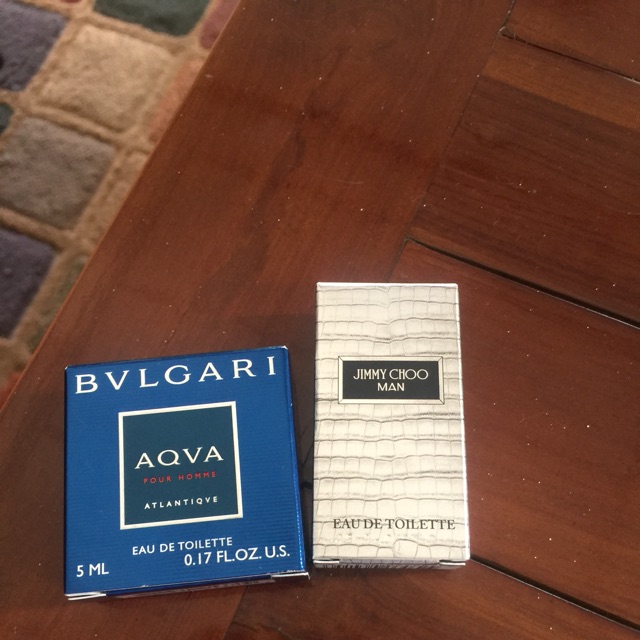 BVLGARI
AQVA
POUR HOMME
ATLANTIQVE
EAU DE TOILETTE
5 ML
0.17 FL.OZ. U.S.
JIMMY CHOO
MAN
EAU DE TOILETTE